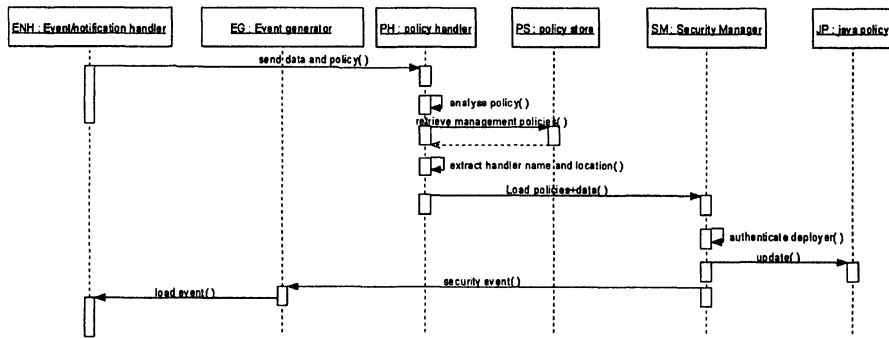 ENH : Event/notification handler
EG : Event generator
PH : policy handler
PS : policy store
SM : Security Manager
JP : java policy
send data and policy( )
analyse policy( )
retrieve management policies( )
extract handler name and location( )
Load policies+data( )
authenticate deployer( )
update( )
security event( )
load event( )